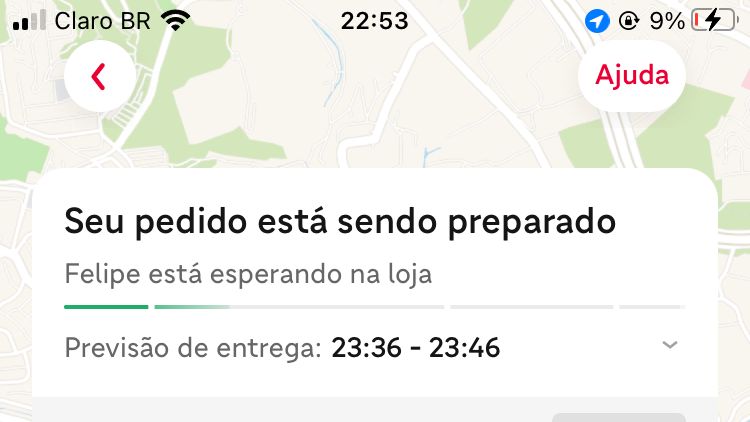 Claro BR 22:53 9%
Ajuda
Seu pedido está sendo preparado
Felipe está esperando na loja
Previsão de entrega: 23:36 - 23:46